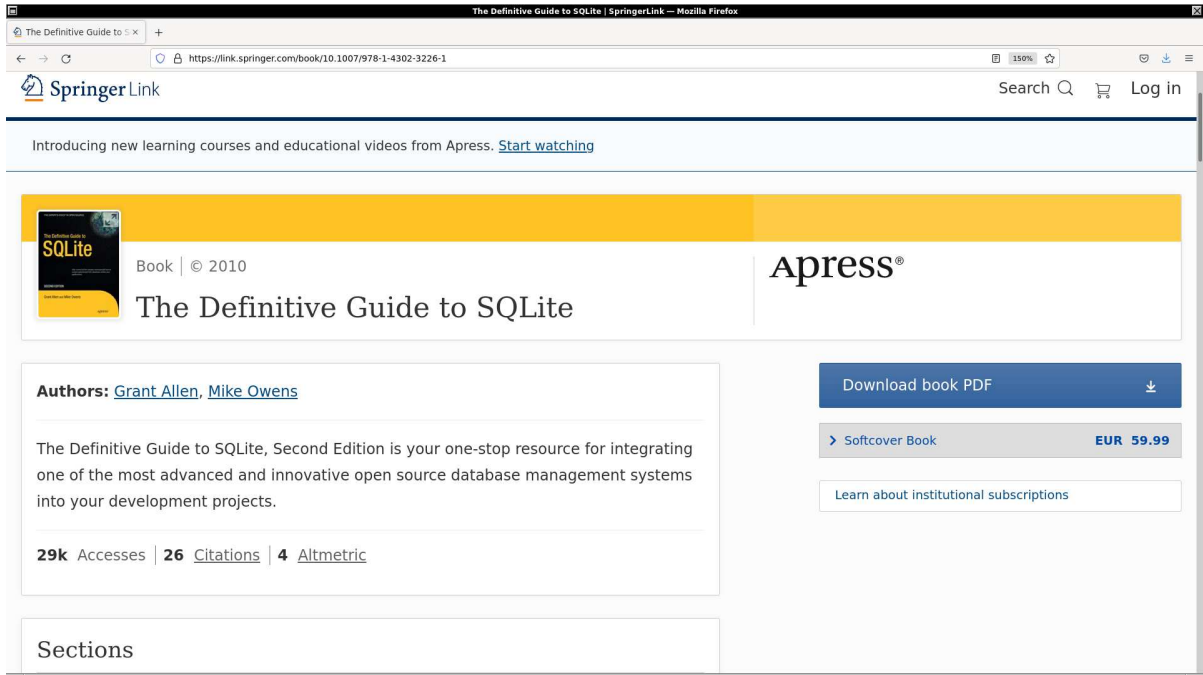 The Definitive Guide to SQLite | SpringerLink — Mozilla Firefox
The Definitive Guide to S
https://link.springer.com/book/10.1007/978-1-4302-3226-1
150%
Springer Link
Search
Log in
Introducing new learning courses and educational videos from Apress. Start watching
The Definitive Guide to
SQLite
Book | © 2010
The Definitive Guide to SQLite
Apress®
Authors: Grant Allen, Mike Owens
The Definitive Guide to SQLite, Second Edition is your one-stop resource for integrating
one of the most advanced and innovative open source database management systems
into your development projects.
29k Accesses | 26 Citations | 4 Altmetric
Download book PDF
Softcover Book EUR 59.99
Learn about institutional subscriptions
Sections